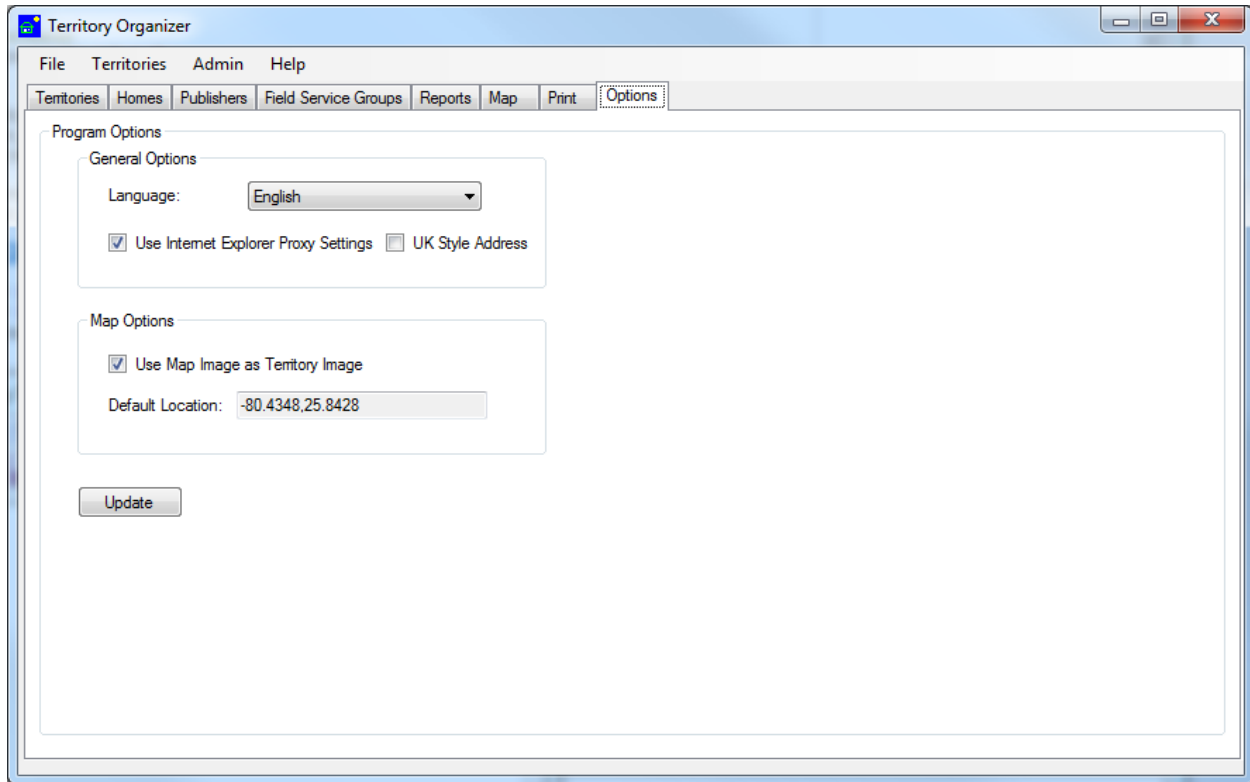 Territory Organizer
File Territories Admin Help
Territories Homes Publishers Field Service Groups Reports Map Print Options
Program Options
General Options
Language: English
Use Internet Explorer Proxy Settings UK Style Address
Map Options
Use Map Image as Territory Image
Default Location: -80.4348,25.8428
Update